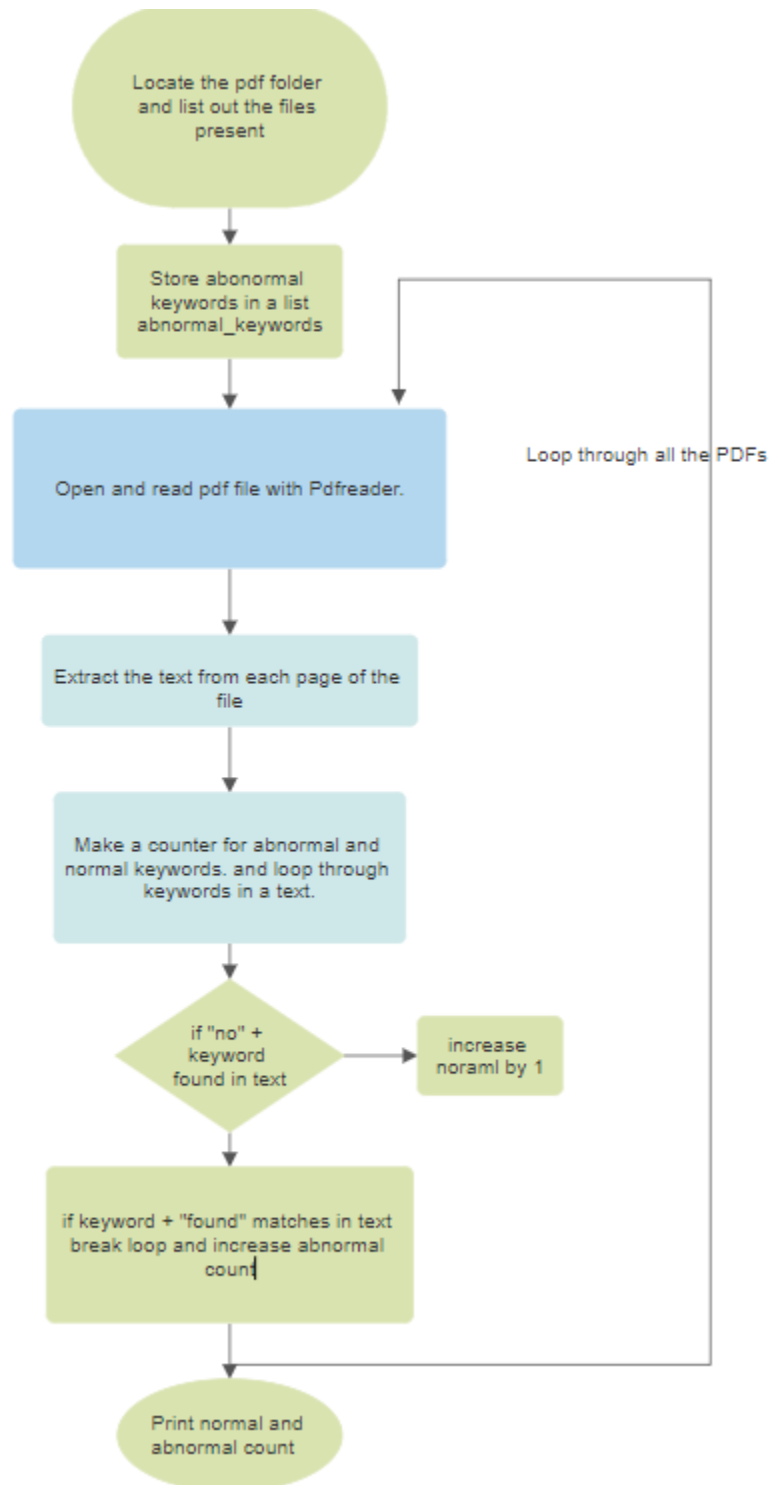 Locate the pdf folder
and list out the files
present
Store abonormal
keywords in a list
abnormal_keywords
Open and read pdf file with Pdfreader.
Loop through all the PDFs
Extract the text from each page of the
file
Make a counter for abnormal and
normal keywords. and loop through
keywords in a text.
if "no" +
keyword
found in text
increase
noraml by 1
if keyword + "found" matches in text
break loop and increase abnormal
count
Print normal and
abnormal count